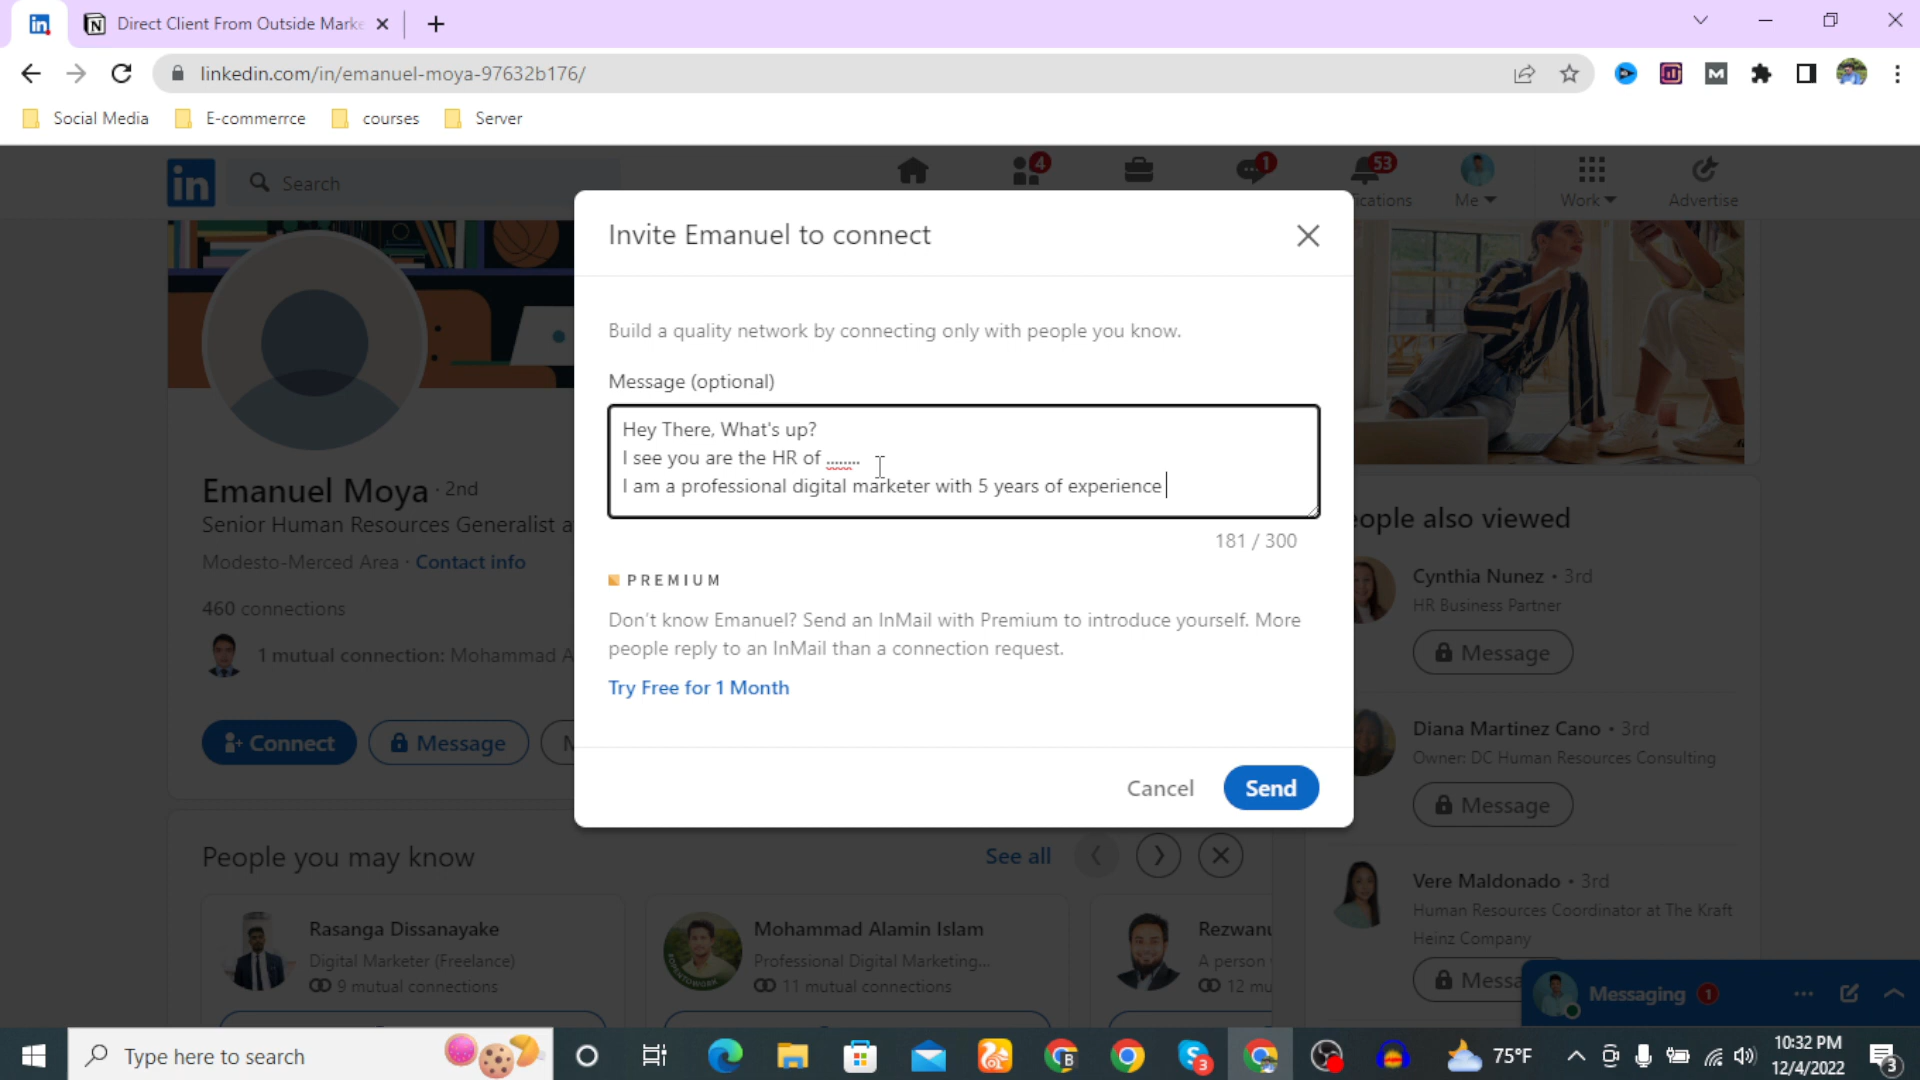 in
N Direct Client From Outside Marke
linkedin.com/in/emanuel-moya-97632b176/
Social Media
E-commerrce
courses
Server
in
Search
4
1
53
ications
Me
Work
Advertise
Invite Emanuel to connect
Build a quality network by connecting only with people you know.
Message (optional)
Hey There, What's up?
I see you are the HR of ........
I am a professional digital marketer with 5 years of experience
181 / 300
PREMIUM
Don't know Emanuel? Send an InMail with Premium to introduce yourself. More
people reply to an InMail than a connection request.
Try Free for 1 Month
Cancel
Send
Emanuel Moya · 2nd
Senior Human Resources Generalist a
Modesto-Merced Area · Contact info
460 connections
1 mutual connection: Mohammad A
Connect
Message
M
eople also viewed
Cynthia Nunez • 3rd
HR Business Partner
Message
Diana Martinez Cano • 3rd
Owner: DC Human Resources Consulting
Message
Vere Maldonado • 3rd
Human Resources Coordinator at The Kraft
Heinz Company
Messa
People you may know
See all
Rasanga Dissanayake
Digital Marketer (Freelance)
9 mutual connections
Mohammad Alamin Islam
Professional Digital Marketing...
11 mutual connections
Rezwanu
A person
12 mu
Messaging 1
Type here to search
75°F
10:32 PM
12/4/2022
3